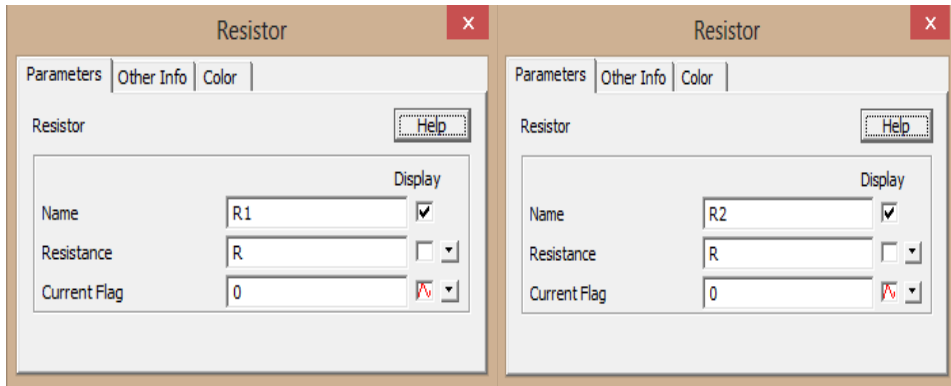 Resistor
x
Parameters Other Info Color
Resistor Help
Display
Name R1
Resistance R
Current Flag 0
Resistor
x
Parameters Other Info Color
Resistor Help
Display
Name R2
Resistance R
Current Flag 0